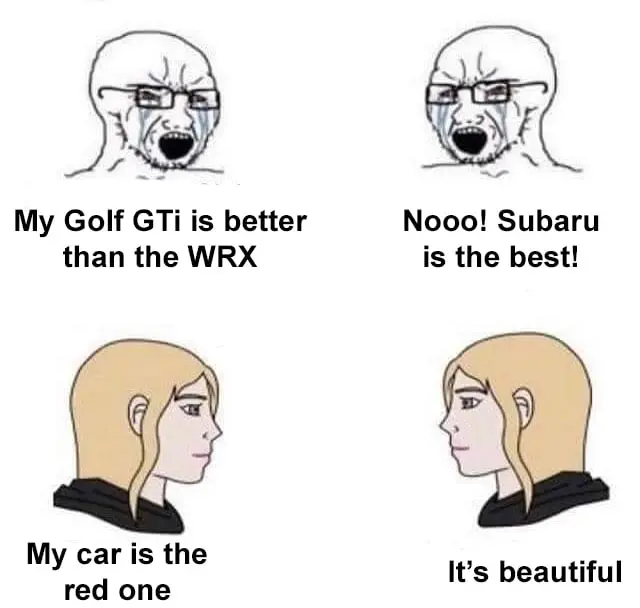 My Golf GTi is better
than the WRX
Nooo! Subaru
is the best!
My car is the
red one
It’s beautiful